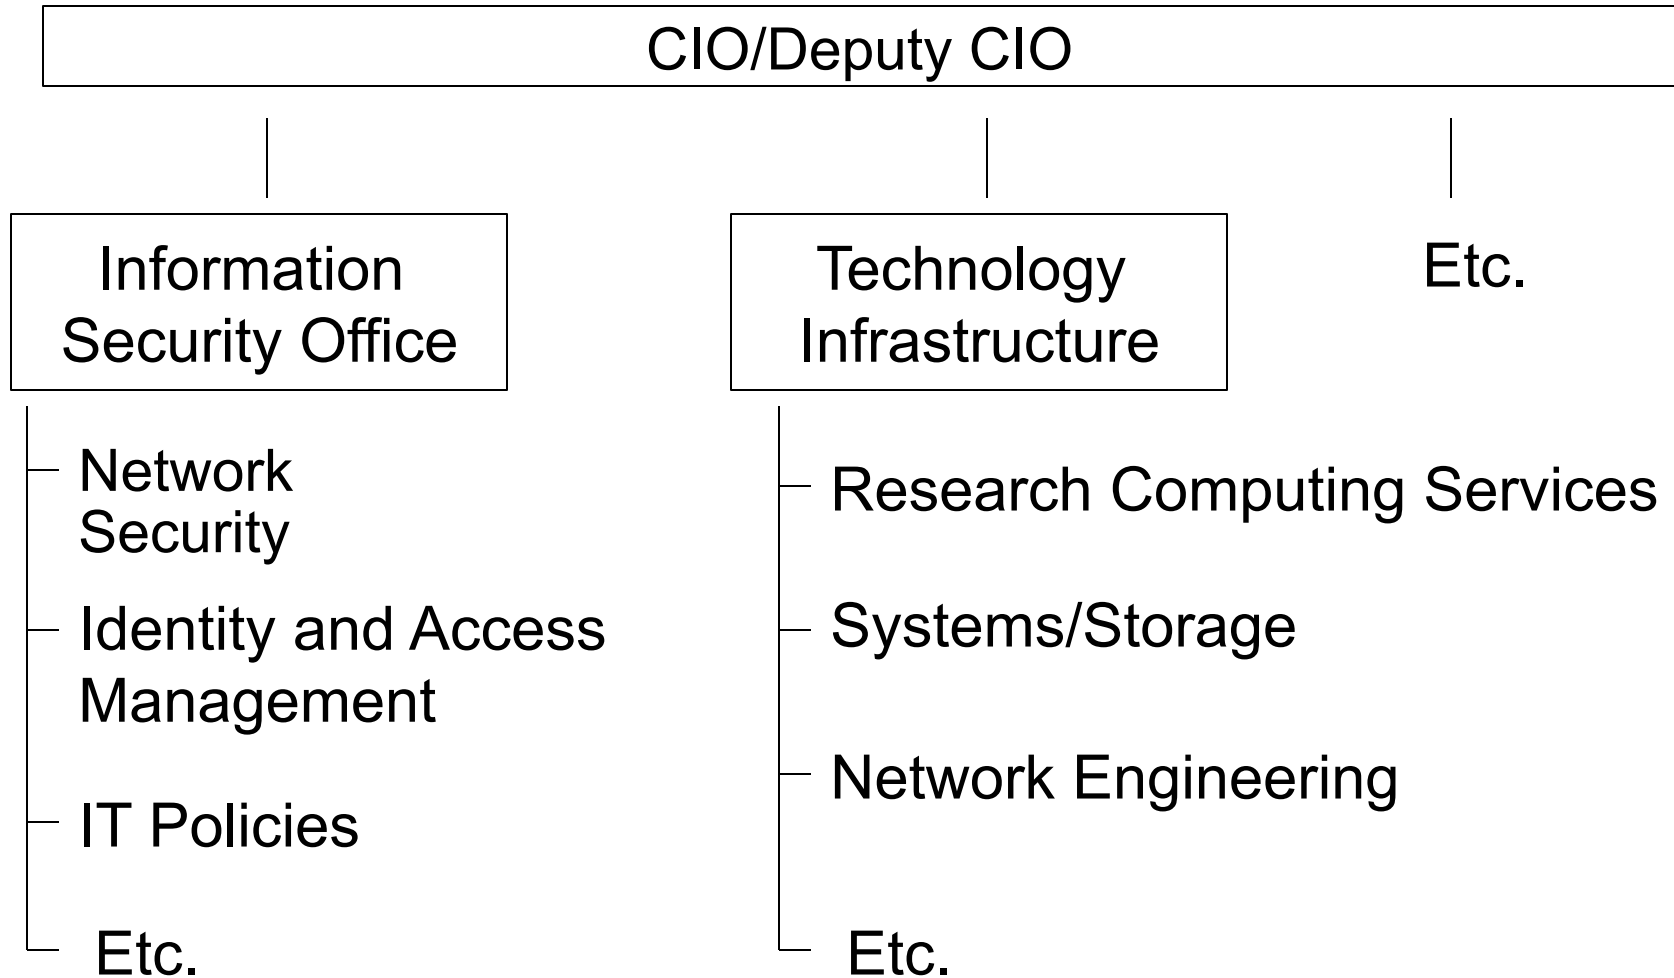 CIO/Deputy CIO
Information
Security Office
Technology
Infrastructure
Etc.
Network
Security
Identity and Access
Management
IT Policies
Etc.
Research Computing Services
Systems/Storage
Network Engineering
Etc.